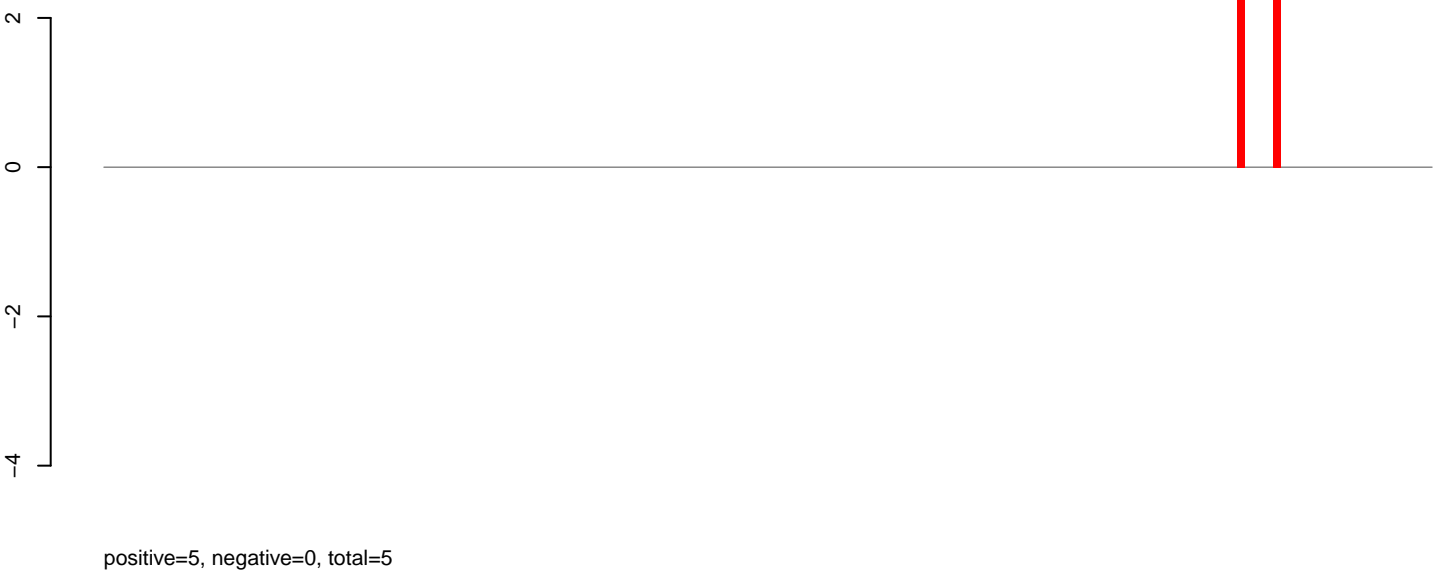 2
0
−2
−4
positive=5, negative=0, total=5